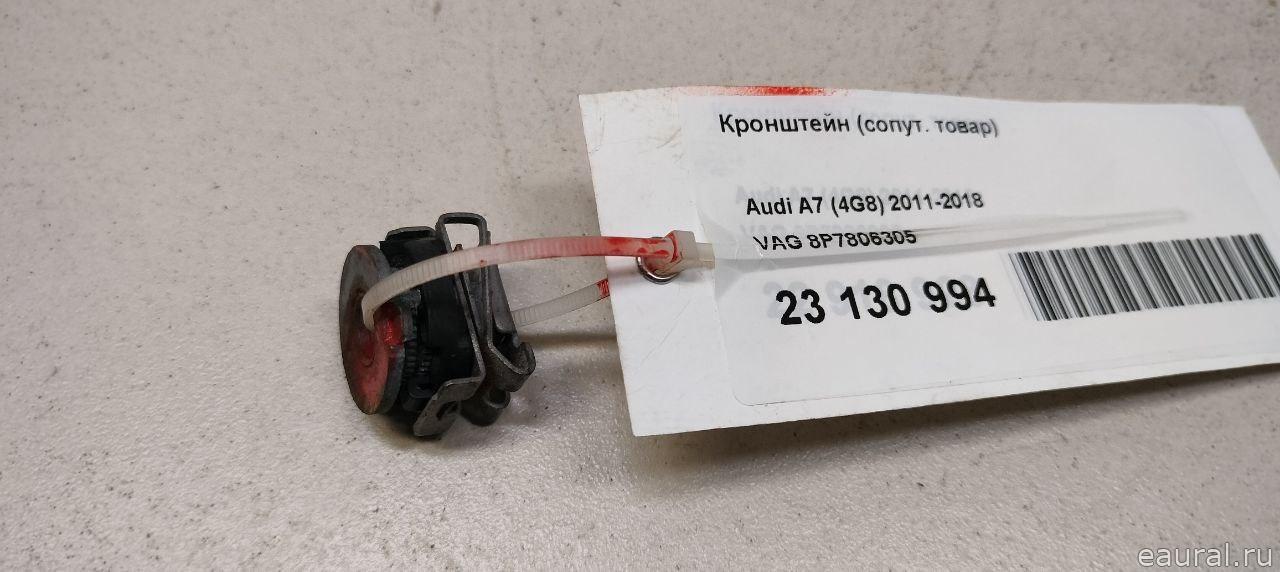 Кронштейн (сопут. товар)
Audi A7 (4G8) 2011-2018
VAG 8P7806305
23 130 994
eaural.ru